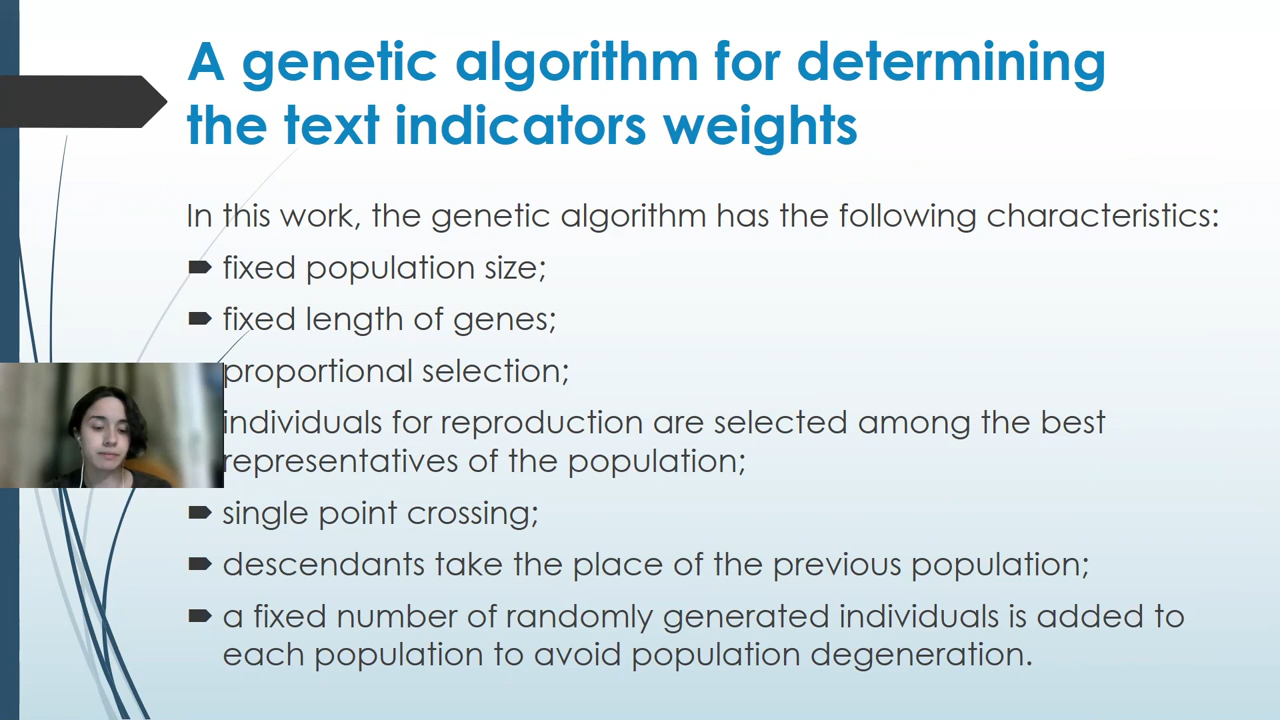 A genetic algorithm for determining
the text indicators weights
In this work, the genetic algorithm has the following characteristics:
fixed population size;
fixed length of genes;
proportional selection;
individuals for reproduction are selected among the best
representatives of the population;
single point crossing;
descendants take the place of the previous population;
a fixed number of randomly generated individuals is added to
each population to avoid population degeneration.